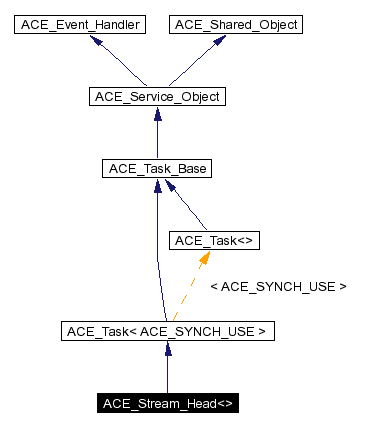 ACE_Event_Handler
ACE_Shared_Object
ACE_Service_Object
ACE_Task_Base
ACE_Task<>
< ACE_SYNCH_USE >
ACE_Task< ACE_SYNCH_USE >
ACE_Stream_Head<>